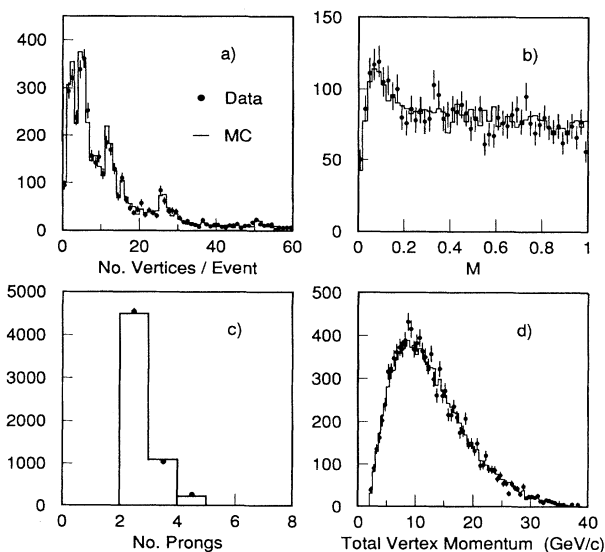 400
300
200
100
0
a)
Data
MC
0 20 40 60
No. Vertices / Event
150
100
50
0
b)
0 0.2 0.4 0.6 0.8 1
M
5000
4000
3000
2000
1000
0
c)
0 2 4 6 8
No. Prongs
500
400
300
200
100
0
d)
0 10 20 30 40
Total Vertex Momentum (GeV/c)